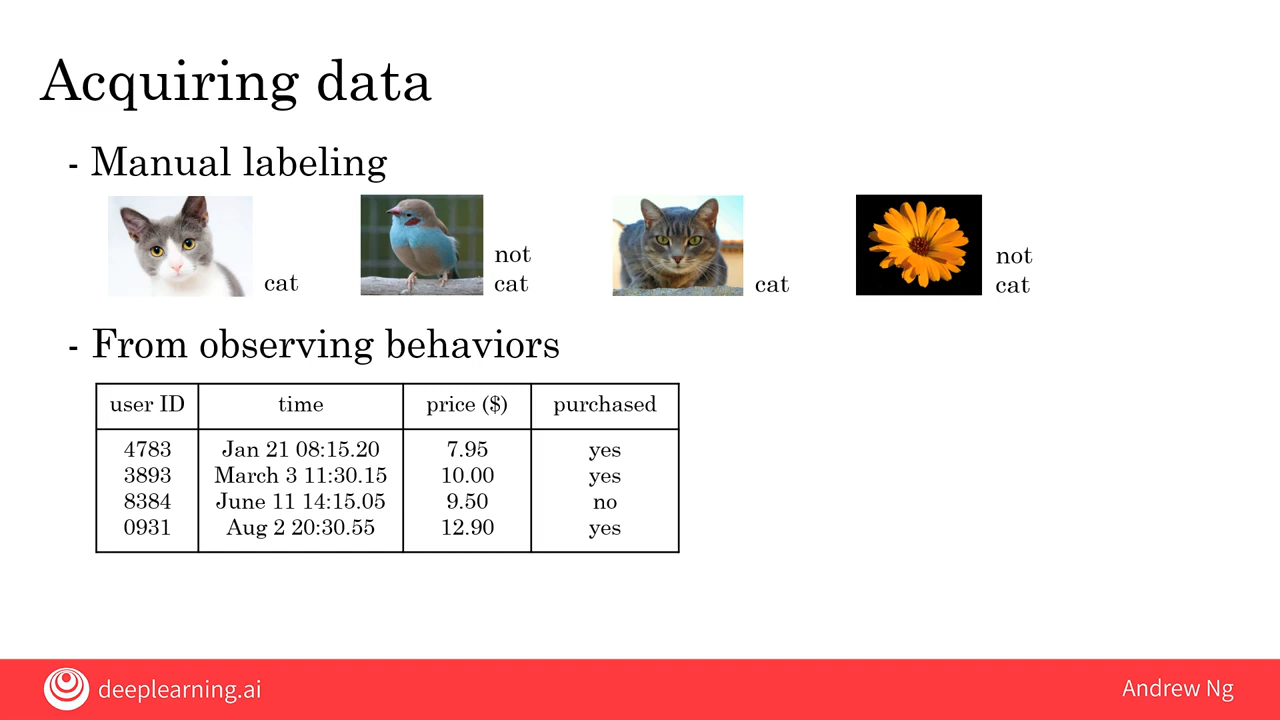 Acquiring data
- Manual labeling
cat
not
cat
cat
not
cat
- From observing behaviors
user ID time price ($) purchased
4783 Jan 21 08:15.20 7.95 yes
3893 March 3 11:30.15 10.00 yes
8384 June 11 14:15.05 9.50 no
0931 Aug 2 20:30.55 12.90 yes
deeplearning.ai Andrew Ng